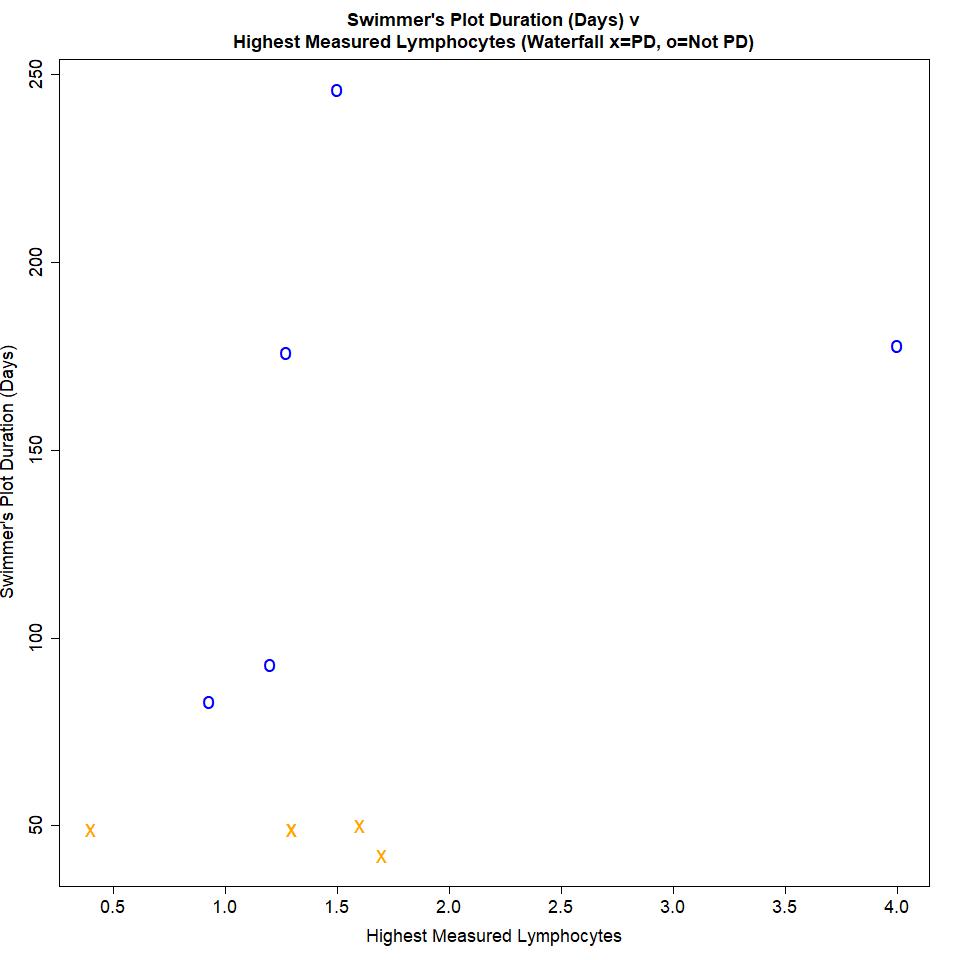 Swimmer's Plot Duration (Days) v
Highest Measured Lymphocytes (Waterfall x=PD, o=Not PD)
Swimmer's Plot Duration (Days)
250
200
150
100
50
O
O
O
O
O
X
X
X
X
0.5 1.0 1.5 2.0 2.5 3.0 3.5 4.0
Highest Measured Lymphocytes